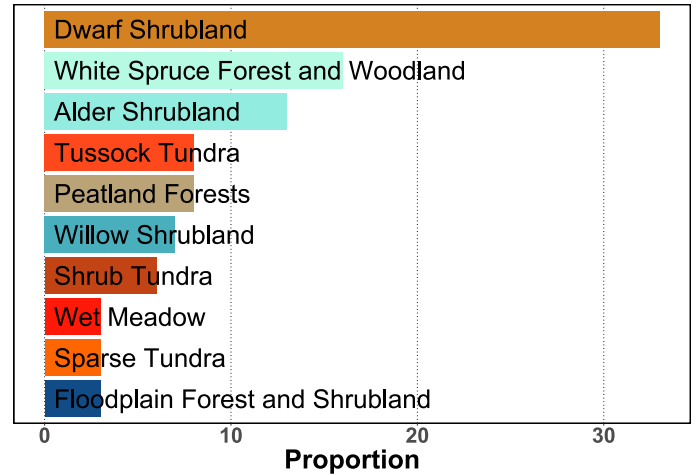 Dwarf Shrubland
White Spruce Forest and Woodland
Alder Shrubland
Tussock Tundra
Peatland Forests
Willow Shrubland
Shrub Tundra
Wet Meadow
Sparse Tundra
Floodplain Forest and Shrubland
0 10 20 30
Proportion